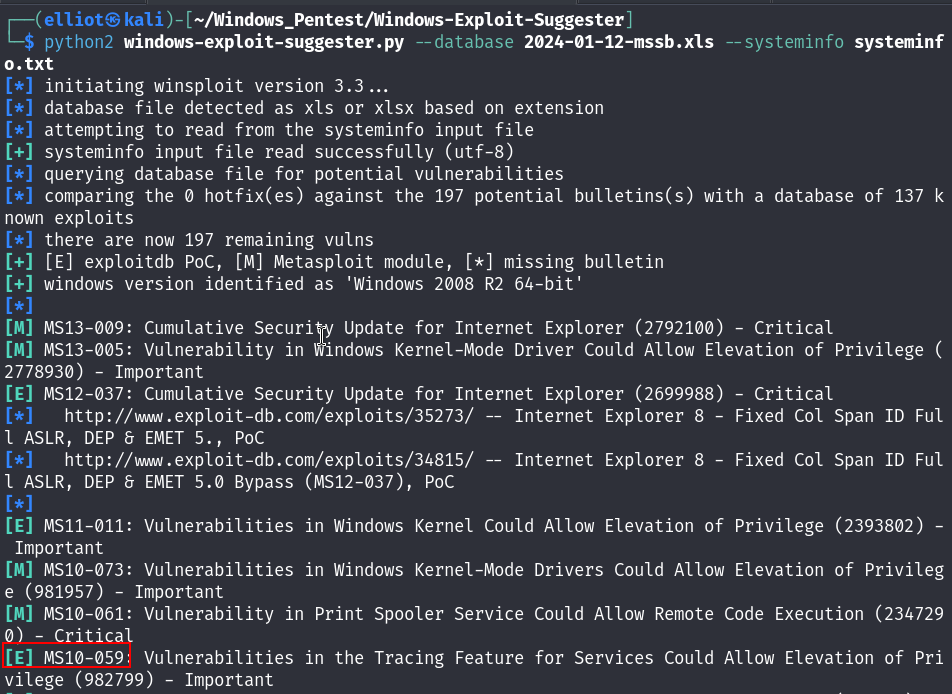 ┌──(elliot㉿kali)-[~/Windows_Pentest/Windows-Exploit-Suggester]
└─$ python2 windows-exploit-suggester.py --database 2024-01-12-mssb.xls --systeminfo systeminf
o.txt
[*] initiating winsploit version 3.3...
[*] database file detected as xls or xlsx based on extension
[*] attempting to read from the systeminfo input file
[+] systeminfo input file read successfully (utf-8)
[*] querying database file for potential vulnerabilities
[*] comparing the 0 hotfix(es) against the 197 potential bulletins(s) with a database of 137 k
nown exploits
[*] there are now 197 remaining vulns
[+] [E] exploitdb PoC, [M] Metasploit module, [*] missing bulletin
[+] windows version identified as 'Windows 2008 R2 64-bit'
[*]
[M] MS13-009: Cumulative Security Update for Internet Explorer (2792100) - Critical
[M] MS13-005: Vulnerability in Windows Kernel-Mode Driver Could Allow Elevation of Privilege (
2778930) - Important
[E] MS12-037: Cumulative Security Update for Internet Explorer (2699988) - Critical
[*]   http://www.exploit-db.com/exploits/35273/ -- Internet Explorer 8 - Fixed Col Span ID Ful
l ASLR, DEP & EMET 5., PoC
[*]   http://www.exploit-db.com/exploits/34815/ -- Internet Explorer 8 - Fixed Col Span ID Ful
l ASLR, DEP & EMET 5.0 Bypass (MS12-037), PoC
[*]
[E] MS11-011: Vulnerabilities in Windows Kernel Could Allow Elevation of Privilege (2393802) -
 Important
[M] MS10-073: Vulnerabilities in Windows Kernel-Mode Drivers Could Allow Elevation of Privileg
e (981957) - Important
[M] MS10-061: Vulnerability in Print Spooler Service Could Allow Remote Code Execution (234729
0) - Critical
[E] MS10-059: Vulnerabilities in the Tracing Feature for Services Could Allow Elevation of Pri
vilege (982799) - Important